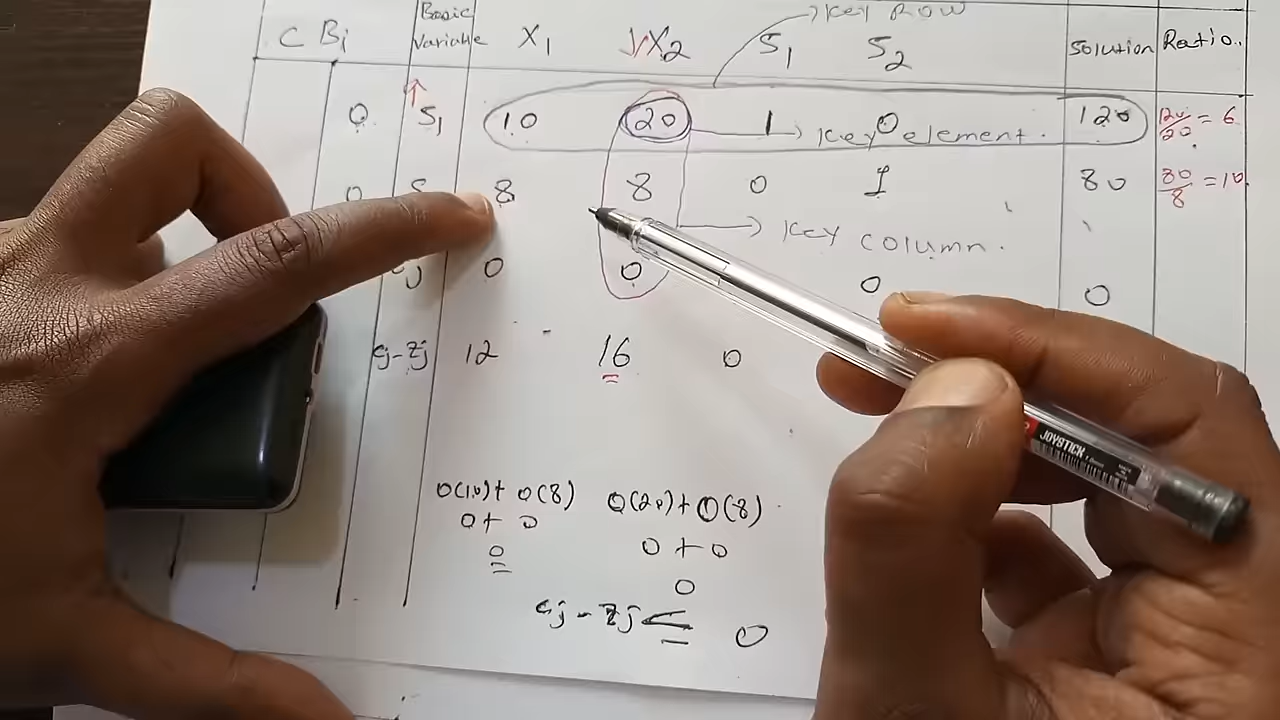 → Key Row
CBi Basic Variable X1 X2 S1 S2 Solution Ratio
0 S1 10 20 1 0 120 120/20 = 6
→ Key element.
0 S 8 8 0 1 80 80/8 = 10
→ Key column.
j 0 0 0 0
Cj-Zj 12 16 0
0(10)+ 0(8) 0(20)+0(8)
0+ 0 0+0
0 0
Cj-Zj ≤ 0
JOYSTICK